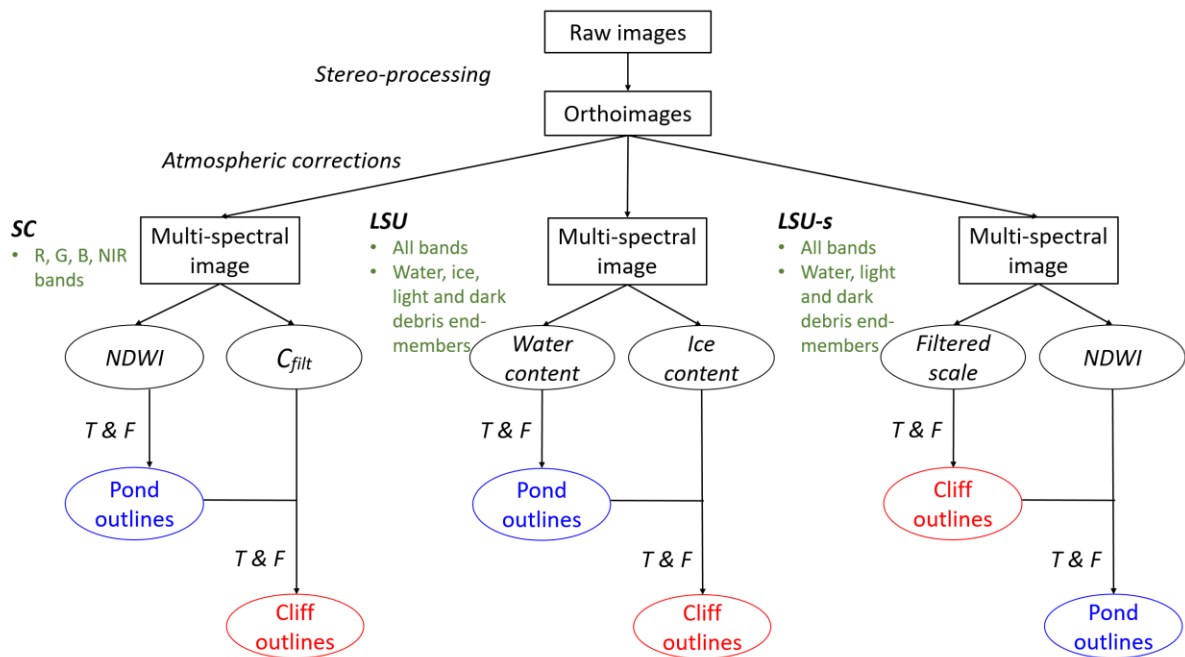 Raw images
Stereo-processing
Orthoimages
Atmospheric corrections
SC
• R, G, B, NIR
bands
Multi-spectral
image
NDWI
Cfilt
T & F
Pond
outlines
T & F
Cliff
outlines
LSU
• All bands
• Water, ice,
light and dark
debris end-
members
Multi-spectral
image
Water
content
Ice
content
T & F
Pond
outlines
T & F
Cliff
outlines
LSU-s
• All bands
• Water, light
and dark
debris end-
members
Multi-spectral
image
Filtered
scale
NDWI
T & F
Cliff
outlines
T & F
Pond
outlines